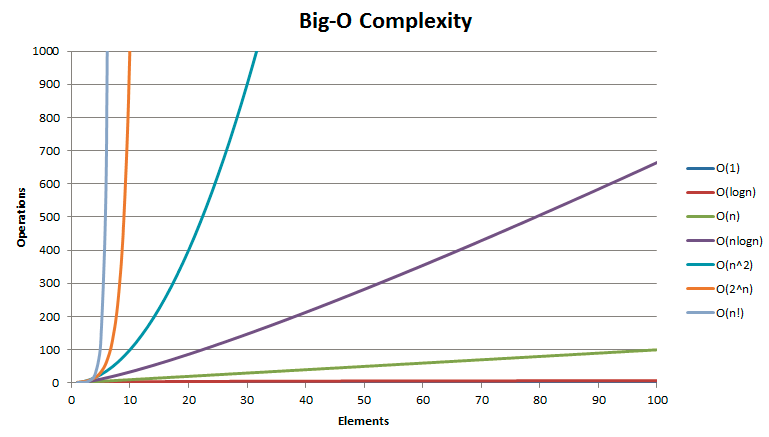 Big-O Complexity
Operations
1000
900
800
700
600
500
400
300
200
100
0
0 10 20 30 40 50 60 70 80 90 100
Elements
O(1)
O(logn)
O(n)
O(nlogn)
O(n^2)
O(2^n)
O(n!)